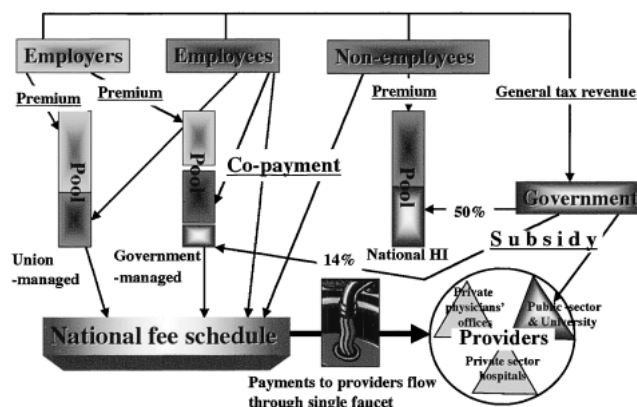 Employers
Employees
Non-employees
Premium
Premium
Premium
General tax revenue
Pool
Pool
Pool
Co-payment
Government
50%
Union
-managed
Government
-managed
14%
National HI
Subsidy
National fee schedule
Private
physicians'
offices
Public-sector
& University
Providers
Private sector
hospitals
Payments to providers flow
through single faucet